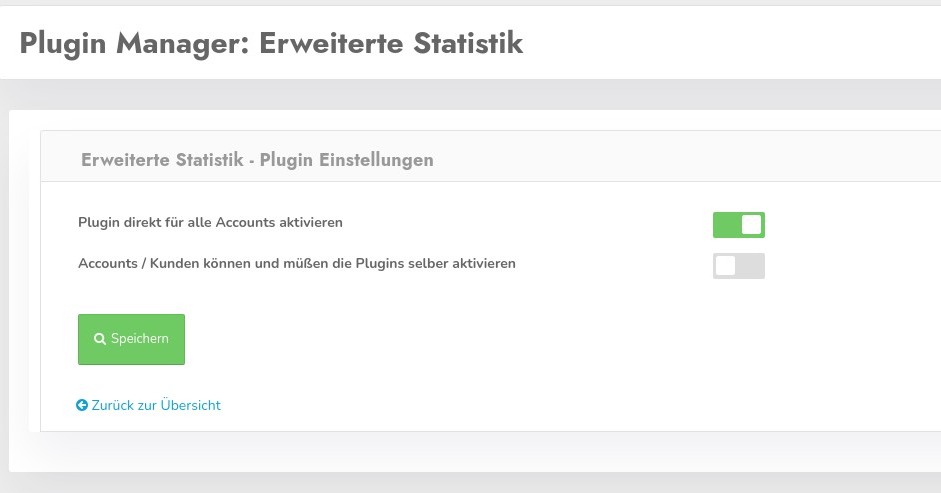 Plugin Manager: Erweiterte Statistik
Erweiterte Statistik - Plugin Einstellungen
Plugin direkt für alle Accounts aktivieren
Accounts / Kunden können und müßen die Plugins selber aktivieren
Speichern
Zurück zur Übersicht